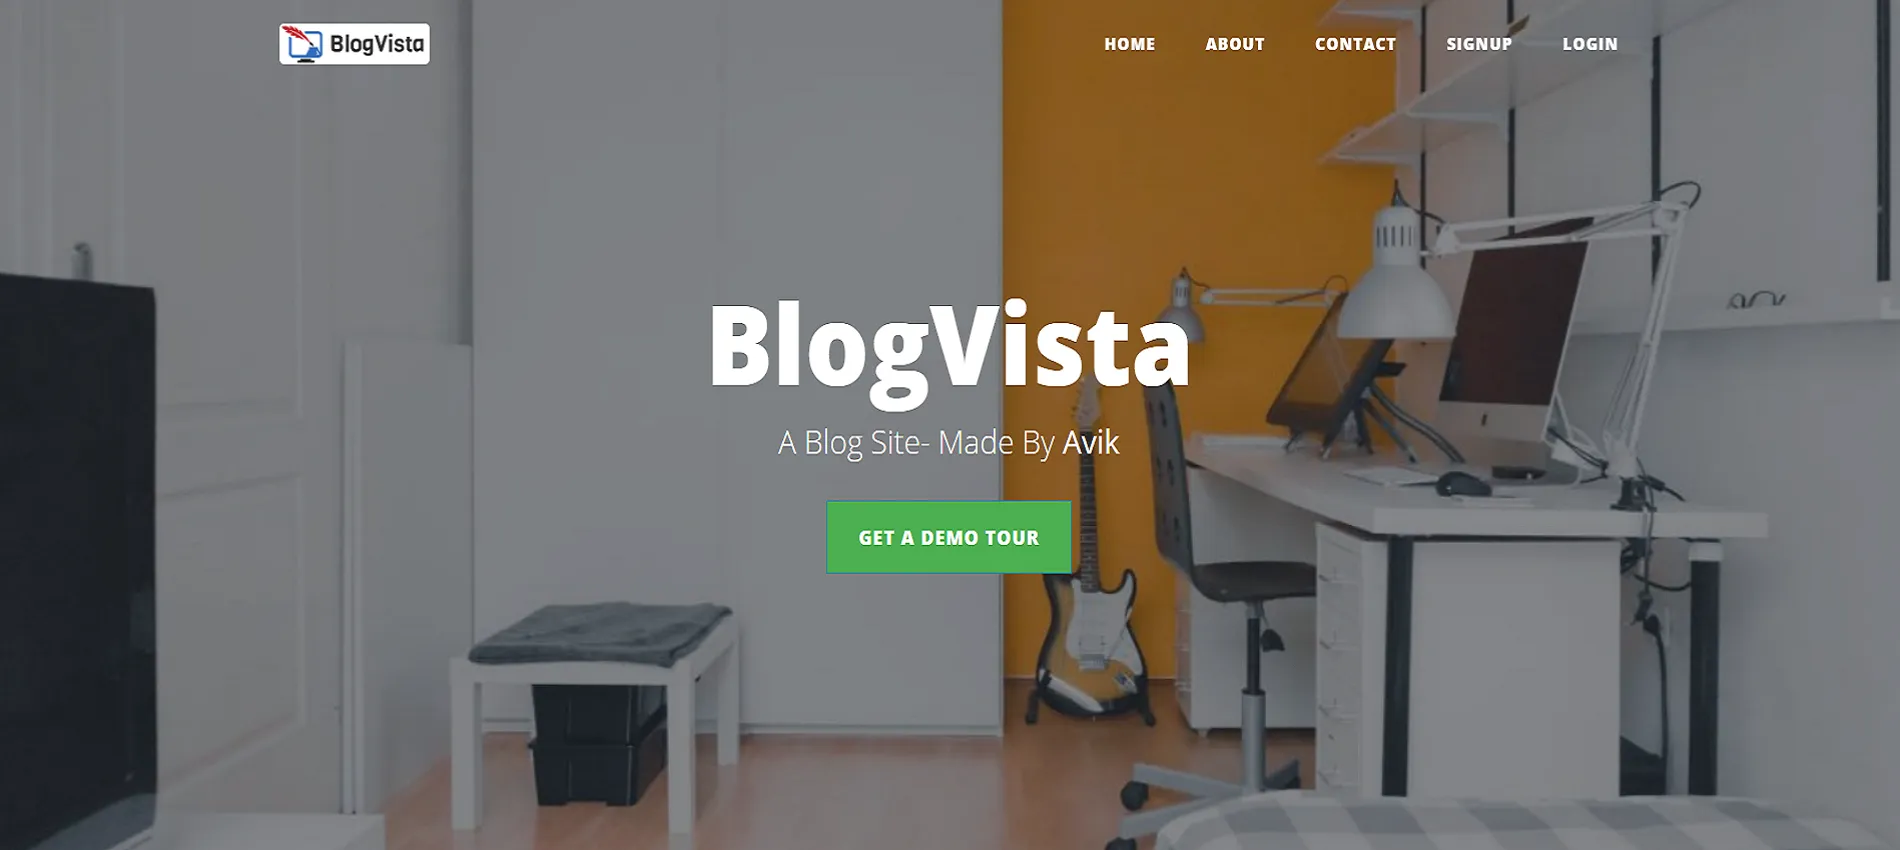 BlogVista
HOME ABOUT CONTACT SIGNUP LOGIN
BlogVista
A Blog Site- Made By Avik
GET A DEMO TOUR